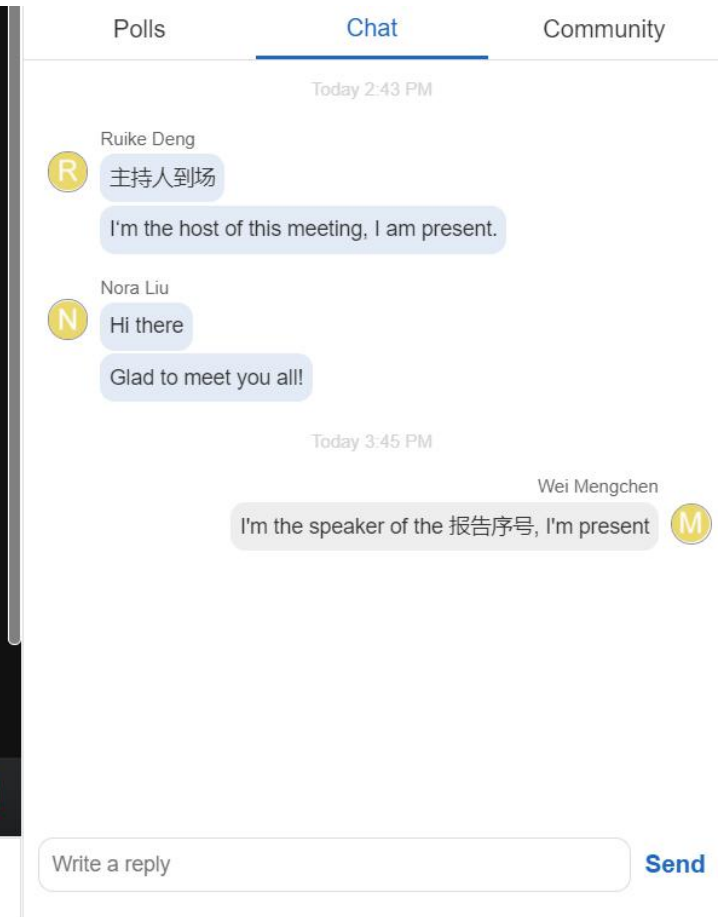 Polls Chat Community
Today 2:43 PM
Ruike Deng
R
主持人到场
I‘m the host of this meeting, I am present.
Nora Liu
N
Hi there
Glad to meet you all!
Today 3:45 PM
Wei Mengchen
I'm the speaker of the 报告序号, I'm present
M
Write a reply Send